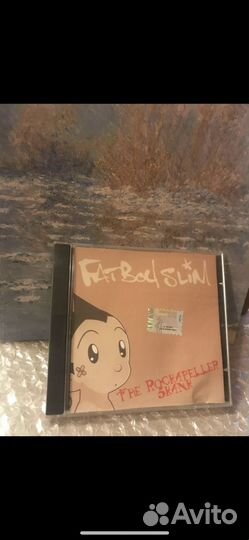 FATBOY SLIM
THE ROCKAFELLER
SKANK
Avito